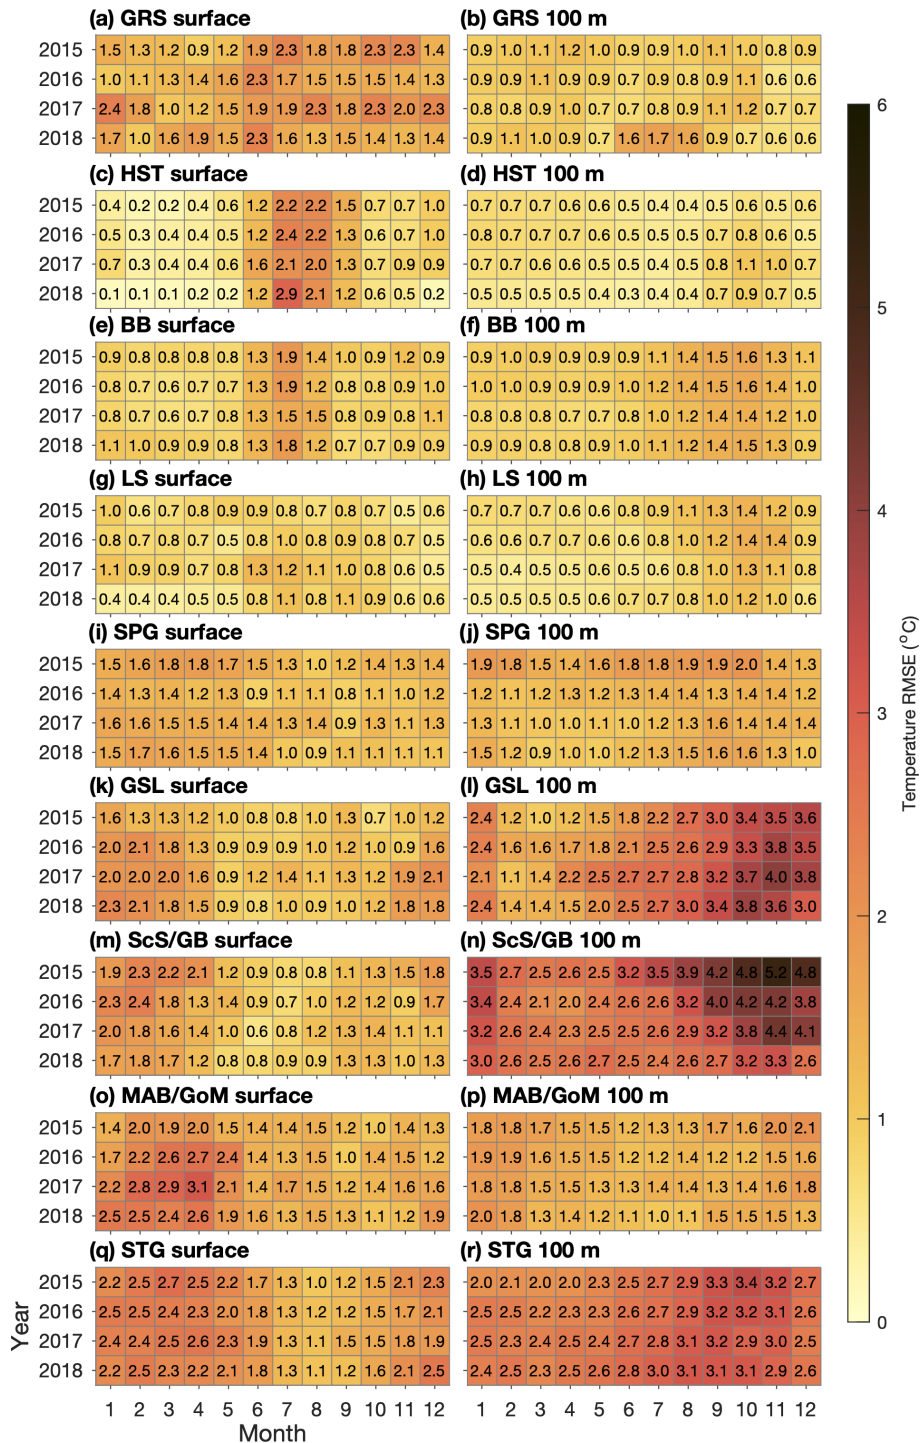 (a) GRS surface
2015 1.5 1.3 1.2 0.9 1.2 1.9 2.3 1.8 1.8 2.3 2.3 1.4
2016 1.0 1.1 1.3 1.4 1.6 2.3 1.7 1.5 1.5 1.5 1.4 1.3
2017 2.4 1.8 1.0 1.2 1.5 1.9 1.9 2.3 1.8 2.3 2.0 2.3
2018 1.7 1.0 1.6 1.9 1.5 2.3 1.6 1.3 1.5 1.4 1.3 1.4
(b) GRS 100 m
0.9 1.0 1.1 1.2 1.0 0.9 0.9 1.0 1.1 1.0 0.8 0.9
0.9 0.9 1.1 0.9 0.9 0.7 0.9 0.8 0.9 1.1 0.6 0.6
0.8 0.8 0.9 1.0 0.7 0.7 0.8 0.9 1.1 1.2 0.7 0.7
0.9 1.1 1.0 0.9 0.7 1.6 1.7 1.6 0.9 0.7 0.6 0.6
(c) HST surface
2015 0.4 0.2 0.2 0.4 0.6 1.2 2.2 2.2 1.5 0.7 0.7 1.0
2016 0.5 0.3 0.4 0.4 0.5 1.2 2.4 2.2 1.3 0.6 0.7 1.0
2017 0.7 0.3 0.4 0.4 0.6 1.6 2.1 2.0 1.3 0.7 0.9 0.9
2018 0.1 0.1 0.1 0.2 0.2 1.2 2.9 2.1 1.2 0.6 0.5 0.2
(d) HST 100 m
0.7 0.7 0.7 0.6 0.6 0.5 0.4 0.4 0.5 0.6 0.5 0.6
0.8 0.7 0.7 0.7 0.6 0.5 0.5 0.5 0.7 0.8 0.6 0.5
0.7 0.7 0.6 0.6 0.5 0.5 0.4 0.5 0.8 1.1 1.0 0.7
0.5 0.5 0.5 0.5 0.4 0.3 0.4 0.4 0.7 0.9 0.7 0.5
(e) BB surface
2015 0.9 0.8 0.8 0.8 0.8 1.3 1.9 1.4 1.0 0.9 1.2 0.9
2016 0.8 0.7 0.6 0.7 0.7 1.3 1.9 1.2 0.8 0.8 0.9 1.0
2017 0.8 0.7 0.6 0.7 0.8 1.3 1.5 1.5 0.8 0.9 0.8 1.1
2018 1.1 1.0 0.9 0.9 0.8 1.3 1.8 1.2 0.7 0.7 0.9 0.9
(f) BB 100 m
0.9 1.0 0.9 0.9 0.9 0.9 1.1 1.4 1.5 1.6 1.3 1.1
1.0 1.0 0.9 0.9 0.9 1.0 1.2 1.4 1.5 1.6 1.4 1.0
0.8 0.8 0.8 0.7 0.7 0.8 1.0 1.2 1.4 1.4 1.2 1.0
0.9 0.9 0.8 0.8 0.9 1.0 1.1 1.2 1.4 1.5 1.3 0.9
(g) LS surface
2015 1.0 0.6 0.7 0.8 0.9 0.9 0.8 0.7 0.8 0.7 0.5 0.6
2016 0.8 0.7 0.8 0.7 0.5 0.8 1.0 0.8 0.9 0.8 0.7 0.5
2017 1.1 0.9 0.9 0.7 0.8 1.3 1.2 1.1 1.0 0.8 0.6 0.5
2018 0.4 0.4 0.4 0.5 0.5 0.8 1.1 0.8 1.1 0.9 0.6 0.6
(h) LS 100 m
0.7 0.7 0.7 0.6 0.6 0.8 0.9 1.1 1.3 1.4 1.2 0.9
0.6 0.6 0.7 0.7 0.6 0.6 0.8 1.0 1.2 1.4 1.4 0.9
0.5 0.4 0.5 0.5 0.6 0.5 0.6 0.9 1.0 1.3 1.1 0.8
0.5 0.5 0.5 0.5 0.6 0.7 0.7 0.8 1.0 1.2 1.0 0.6
(i) SPG surface
2015 1.5 1.6 1.8 1.8 1.7 1.5 1.3 1.0 1.2 1.4 1.3 1.4
2016 1.4 1.3 1.4 1.2 1.3 0.9 1.1 1.1 0.8 1.1 1.0 1.2
2017 1.6 1.6 1.5 1.5 1.4 1.4 1.3 1.4 0.9 1.3 1.1 1.3
2018 1.5 1.7 1.6 1.5 1.5 1.4 1.0 0.9 1.1 1.1 1.1 1.1
(j) SPG 100 m
1.9 1.8 1.5 1.4 1.6 1.8 1.8 1.9 1.9 2.0 1.4 1.3
1.2 1.1 1.2 1.3 1.2 1.3 1.4 1.4 1.3 1.4 1.4 1.2
1.3 1.1 1.0 1.0 1.1 1.0 1.2 1.3 1.6 1.4 1.4 1.4
1.5 1.2 0.9 1.0 1.0 1.2 1.3 1.5 1.6 1.6 1.3 1.0
(k) GSL surface
2015 1.6 1.3 1.3 1.2 1.0 0.8 0.8 1.0 1.3 0.7 1.0 1.2
2016 2.0 2.1 1.8 1.3 0.9 0.9 0.9 1.0 1.2 1.0 0.9 1.6
2017 2.0 2.0 2.0 1.6 0.9 1.2 1.4 1.1 1.3 1.2 1.9 2.1
2018 2.3 2.1 1.8 1.5 0.9 0.8 1.0 0.9 1.0 1.2 1.8 1.8
(l) GSL 100 m
2.4 1.2 1.0 1.2 1.5 1.8 2.2 2.7 3.0 3.4 3.5 3.6
2.4 1.6 1.6 1.7 1.8 2.1 2.5 2.6 2.9 3.3 3.8 3.5
2.1 1.1 1.4 2.2 2.5 2.7 2.7 2.8 3.2 3.7 4.0 3.8
2.4 1.4 1.4 1.5 2.0 2.5 2.7 3.0 3.4 3.8 3.6 3.0
(m) ScS/GB surface
2015 1.9 2.3 2.2 2.1 1.2 0.9 0.8 0.8 1.1 1.3 1.5 1.8
2016 2.3 2.4 1.8 1.3 1.4 0.9 0.7 1.0 1.2 1.2 0.9 1.7
2017 2.0 1.8 1.6 1.4 1.0 0.6 0.8 1.2 1.3 1.4 1.1 1.1
2018 1.7 1.8 1.7 1.2 0.8 0.8 0.9 0.9 1.3 1.3 1.0 1.3
(n) ScS/GB 100 m
3.5 2.7 2.5 2.6 2.5 3.2 3.5 3.9 4.2 4.8 5.2 4.8
3.4 2.4 2.1 2.0 2.4 2.6 2.6 3.2 4.0 4.2 4.2 3.8
3.2 2.6 2.4 2.3 2.5 2.5 2.6 2.9 3.2 3.8 4.4 4.1
3.0 2.6 2.5 2.6 2.7 2.5 2.4 2.6 2.7 3.2 3.3 2.6
(o) MAB/GoM surface
2015 1.4 2.0 1.9 2.0 1.5 1.4 1.4 1.5 1.2 1.0 1.4 1.3
2016 1.7 2.2 2.6 2.7 2.4 1.4 1.3 1.5 1.0 1.4 1.5 1.2
2017 2.2 2.8 2.9 3.1 2.1 1.4 1.7 1.5 1.2 1.4 1.6 1.6
2018 2.5 2.5 2.4 2.6 1.9 1.6 1.3 1.5 1.3 1.1 1.2 1.9
(p) MAB/GoM 100 m
1.8 1.8 1.7 1.5 1.5 1.2 1.3 1.3 1.7 1.6 2.0 2.1
1.9 1.9 1.6 1.5 1.5 1.2 1.2 1.4 1.2 1.2 1.5 1.6
1.8 1.8 1.5 1.5 1.3 1.3 1.4 1.4 1.3 1.4 1.6 1.8
2.0 1.8 1.3 1.4 1.2 1.1 1.0 1.1 1.5 1.5 1.5 1.3
(q) STG surface
2015 2.2 2.5 2.7 2.5 2.2 1.7 1.3 1.0 1.2 1.5 2.1 2.3
2016 2.5 2.5 2.4 2.3 2.0 1.8 1.3 1.2 1.2 1.5 1.7 2.1
2017 2.4 2.4 2.5 2.6 2.3 1.9 1.3 1.1 1.5 1.5 1.8 1.9
2018 2.2 2.5 2.3 2.2 2.1 1.8 1.3 1.1 1.2 1.6 2.1 2.5
(r) STG 100 m
2.0 2.1 2.0 2.0 2.3 2.5 2.7 2.9 3.3 3.4 3.2 2.7
2.5 2.2 2.2 2.3 2.3 2.6 2.7 2.9 3.2 3.2 3.1 2.6
2.5 2.3 2.4 2.5 2.4 2.7 2.8 3.1 3.2 2.9 3.0 2.5
2.4 2.5 2.3 2.5 2.6 2.8 3.0 3.1 3.1 3.1 2.9 2.6
1 2 3 4 5 6 7 8 9 10 11 12
1 2 3 4 5 6 7 8 9 10 11 12
Month
Year
6
5
4
3
2
1
0
Temperature RMSE (°C)